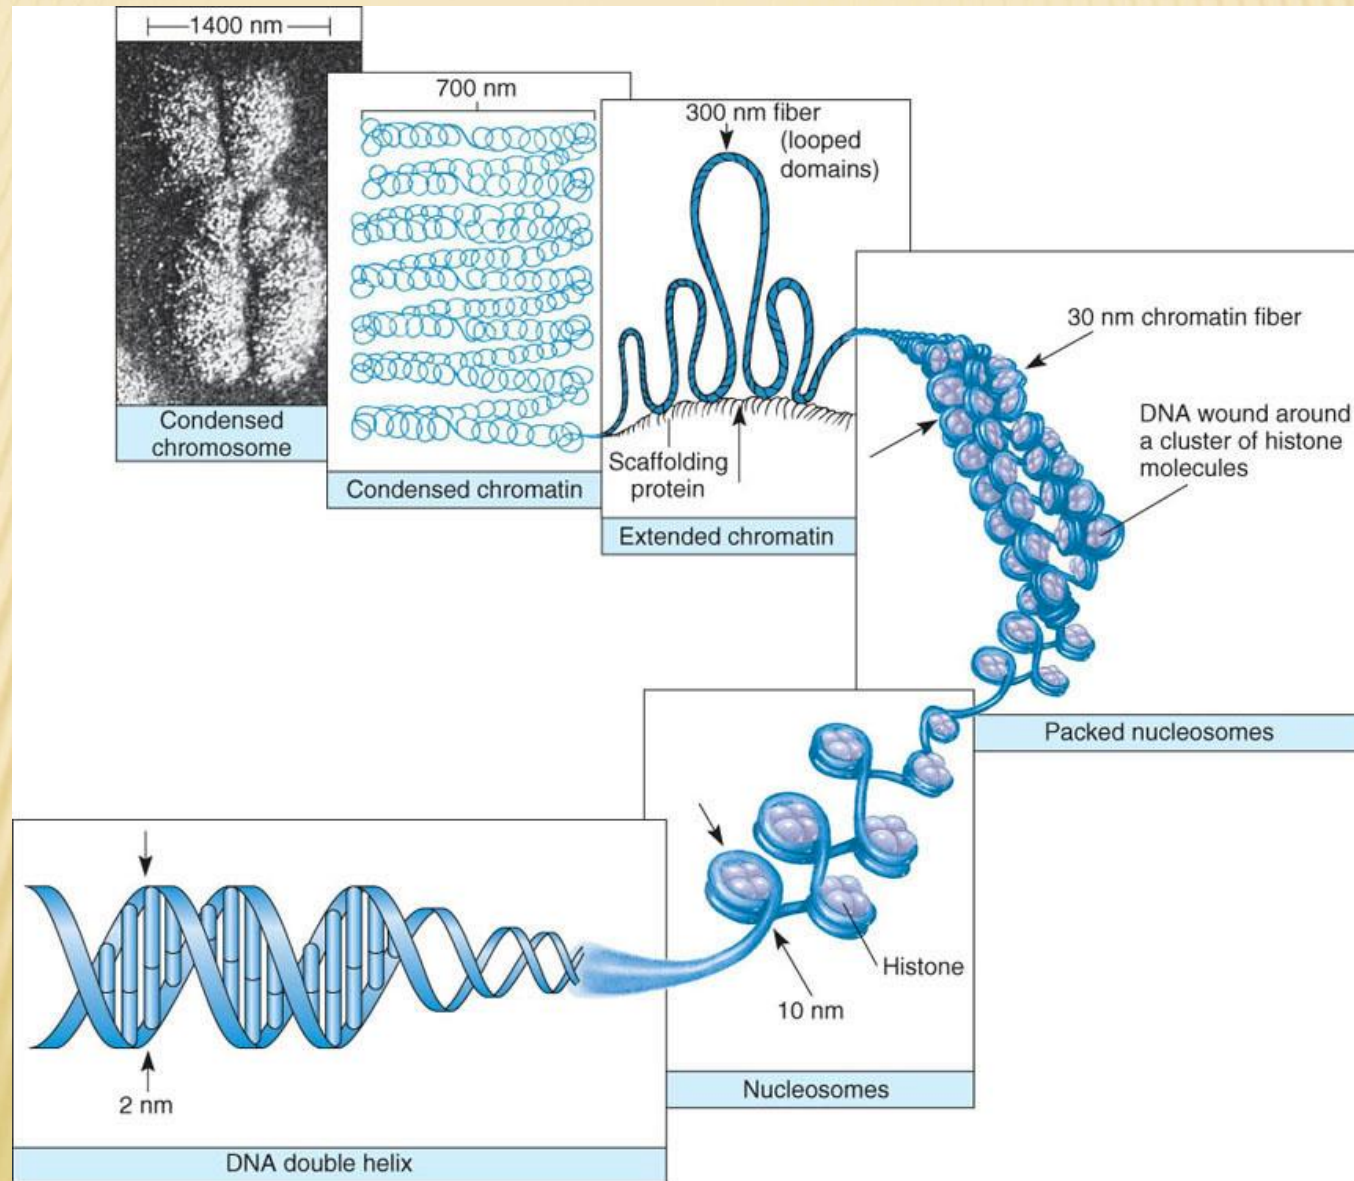 1400 nm
Condensed
chromosome
700 nm
Condensed chromatin
300 nm fiber
(looped
domains)
Scaffolding
protein
Extended chromatin
30 nm chromatin fiber
DNA wound around
a cluster of histone
molecules
Packed nucleosomes
Histone
10 nm
Nucleosomes
2 nm
DNA double helix